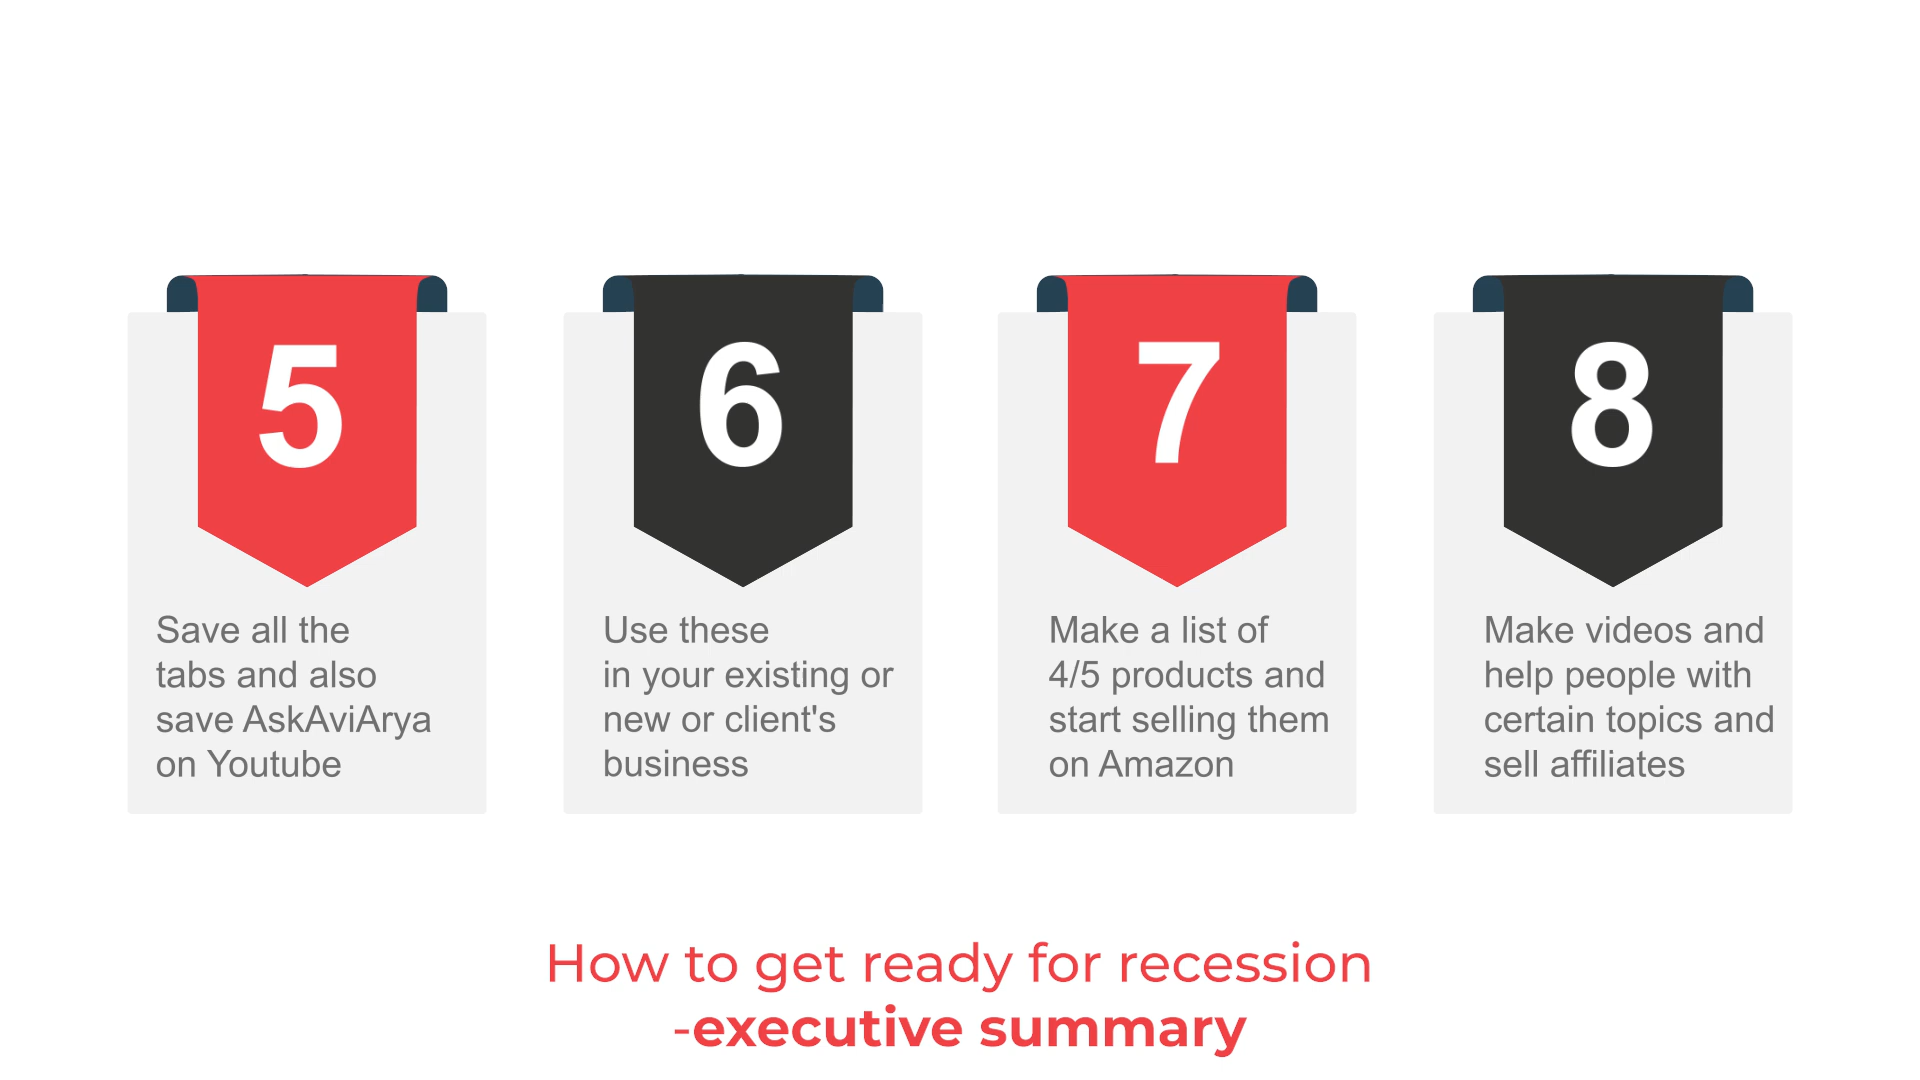 5
Save all the
tabs and also
save AskAviArya
on Youtube
6
Use these
in your existing or
new or client's
business
7
Make a list of
4/5 products and
start selling them
on Amazon
8
Make videos and
help people with
certain topics and
sell affiliates
How to get ready for recession
-executive summary